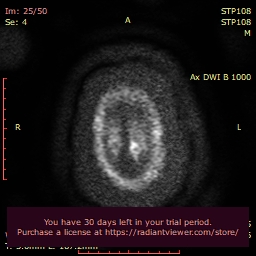 Im: 25/50
Se: 4
A
STP108
STP108
M
Ax DWI B 1000
R
L
You have 30 days left in your trial period.
Purchase a license at https://radiantviewer.com/store/